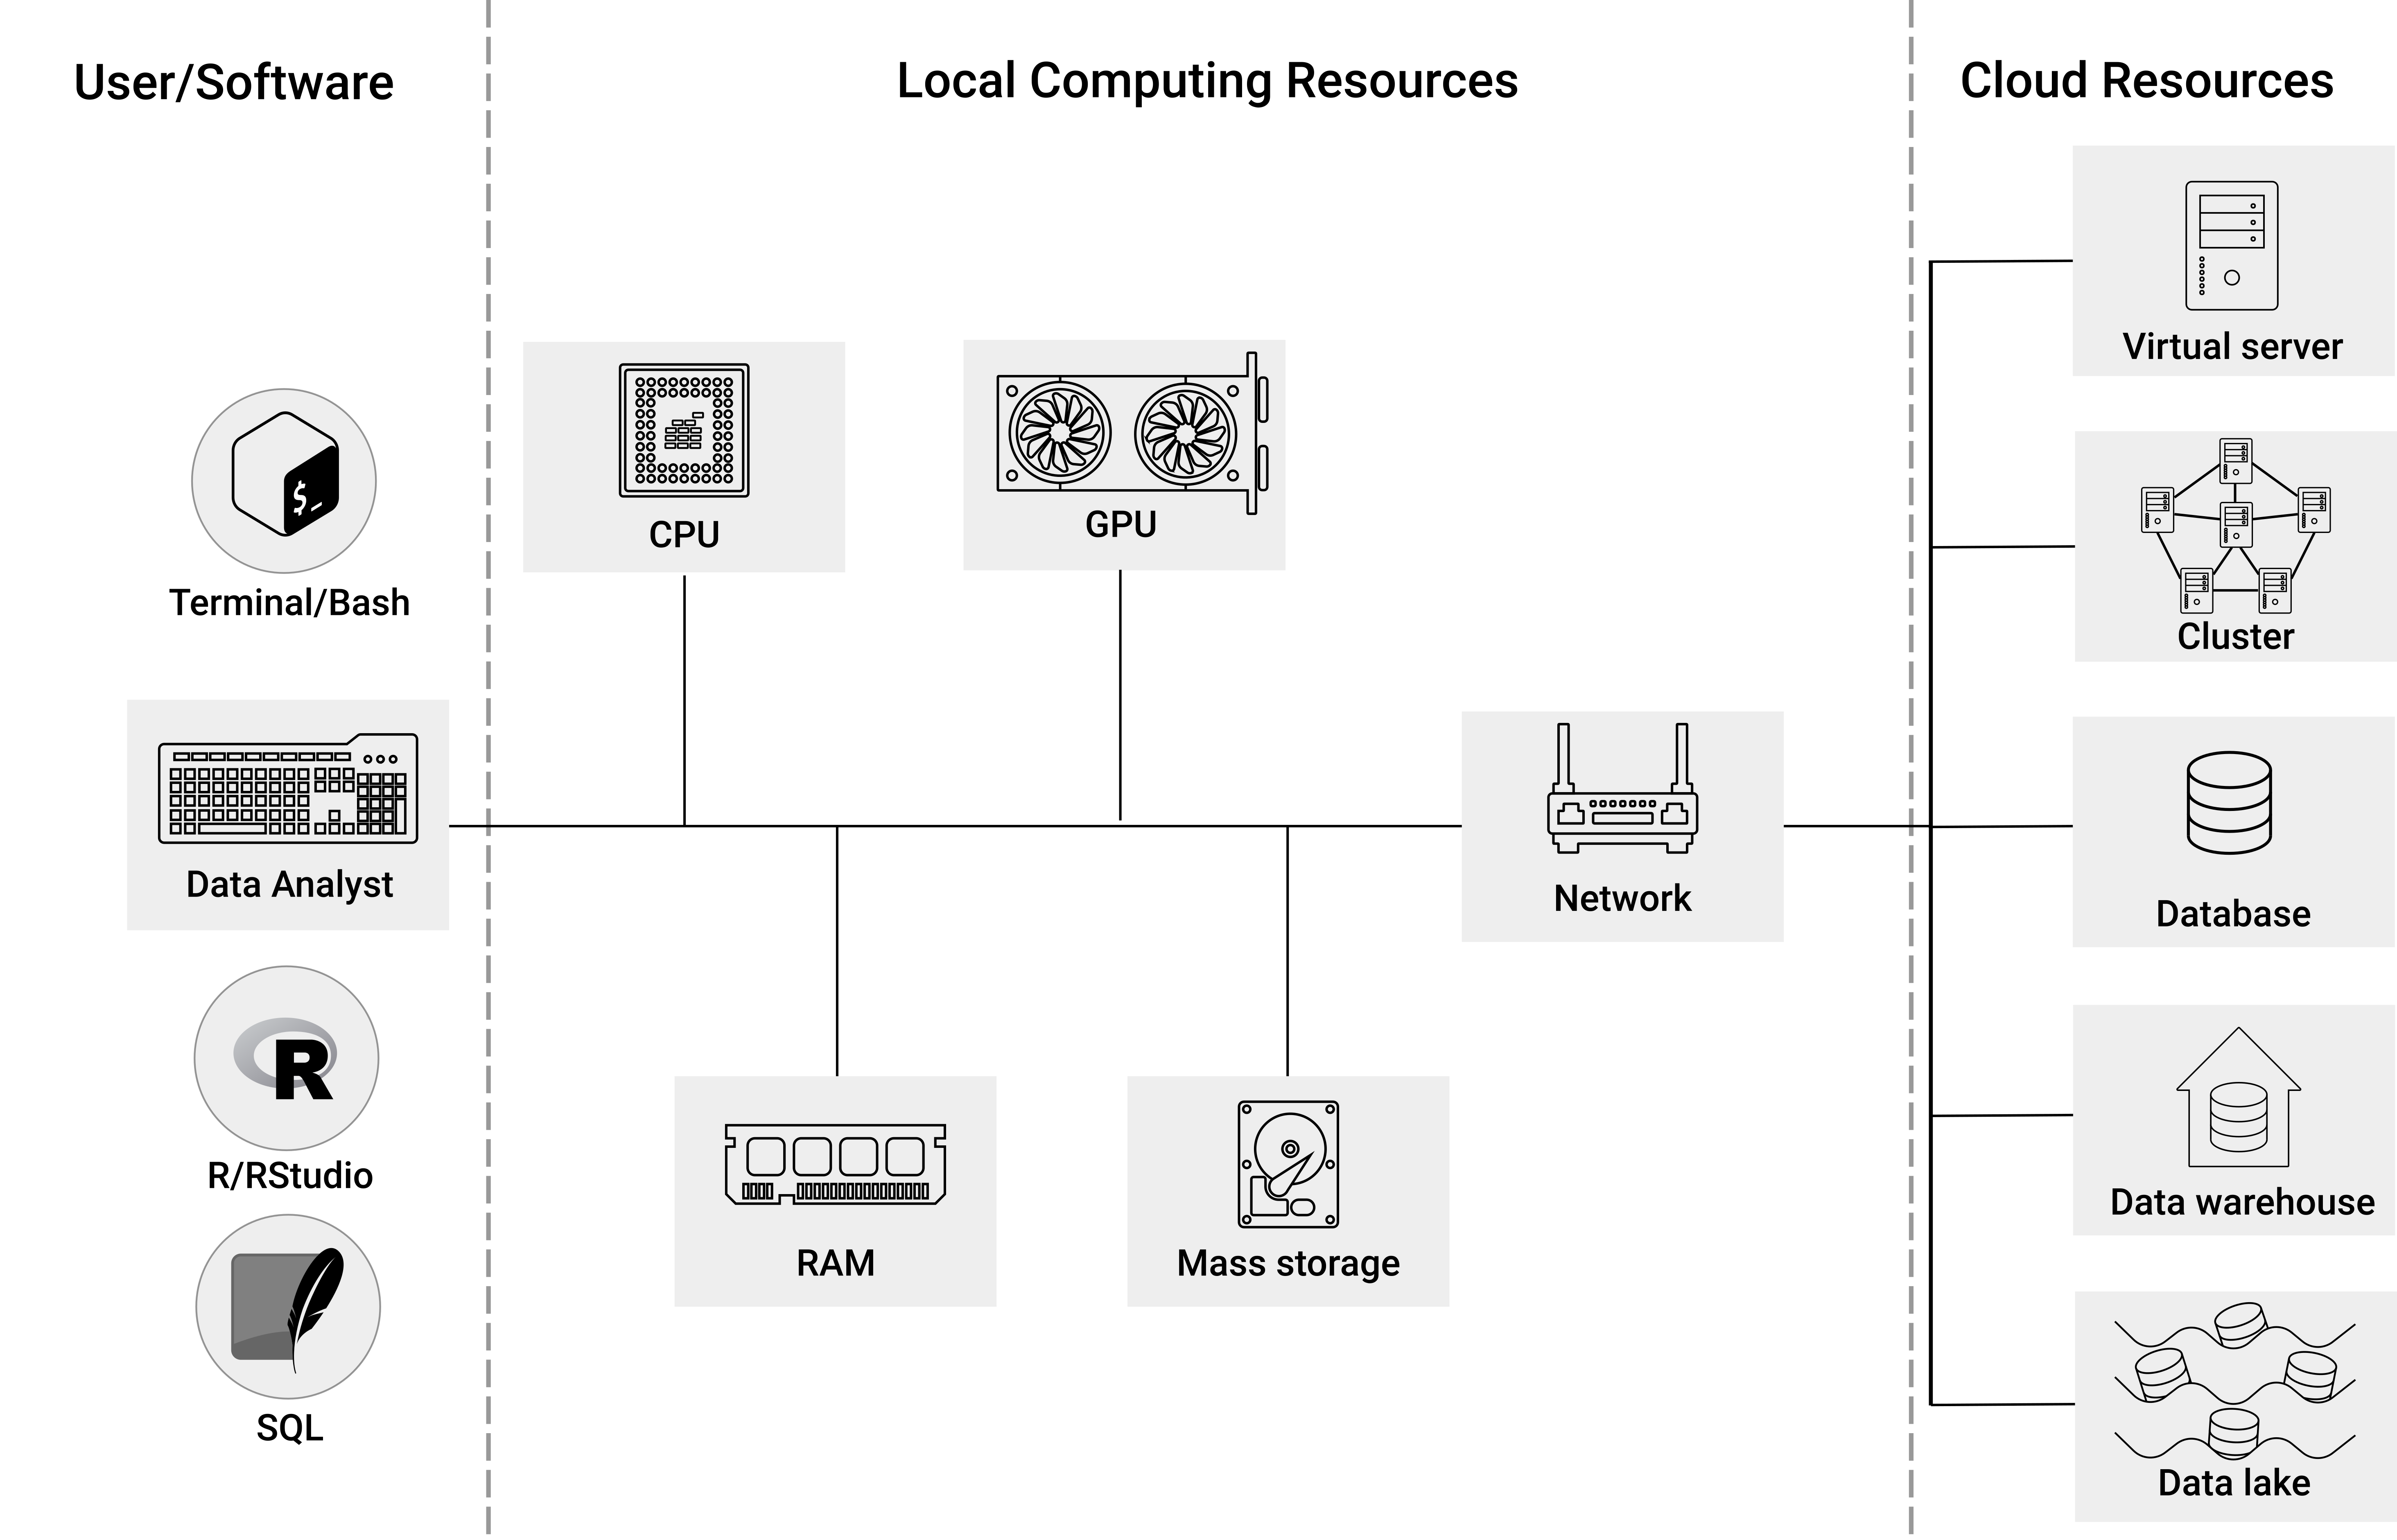 User/Software
Local Computing Resources
Cloud Resources
Terminal/Bash
$_
Data Analyst
R
R/RStudio
SQL
CPU
GPU
Network
RAM
Mass storage
Virtual server
Cluster
Database
Data warehouse
Data lake